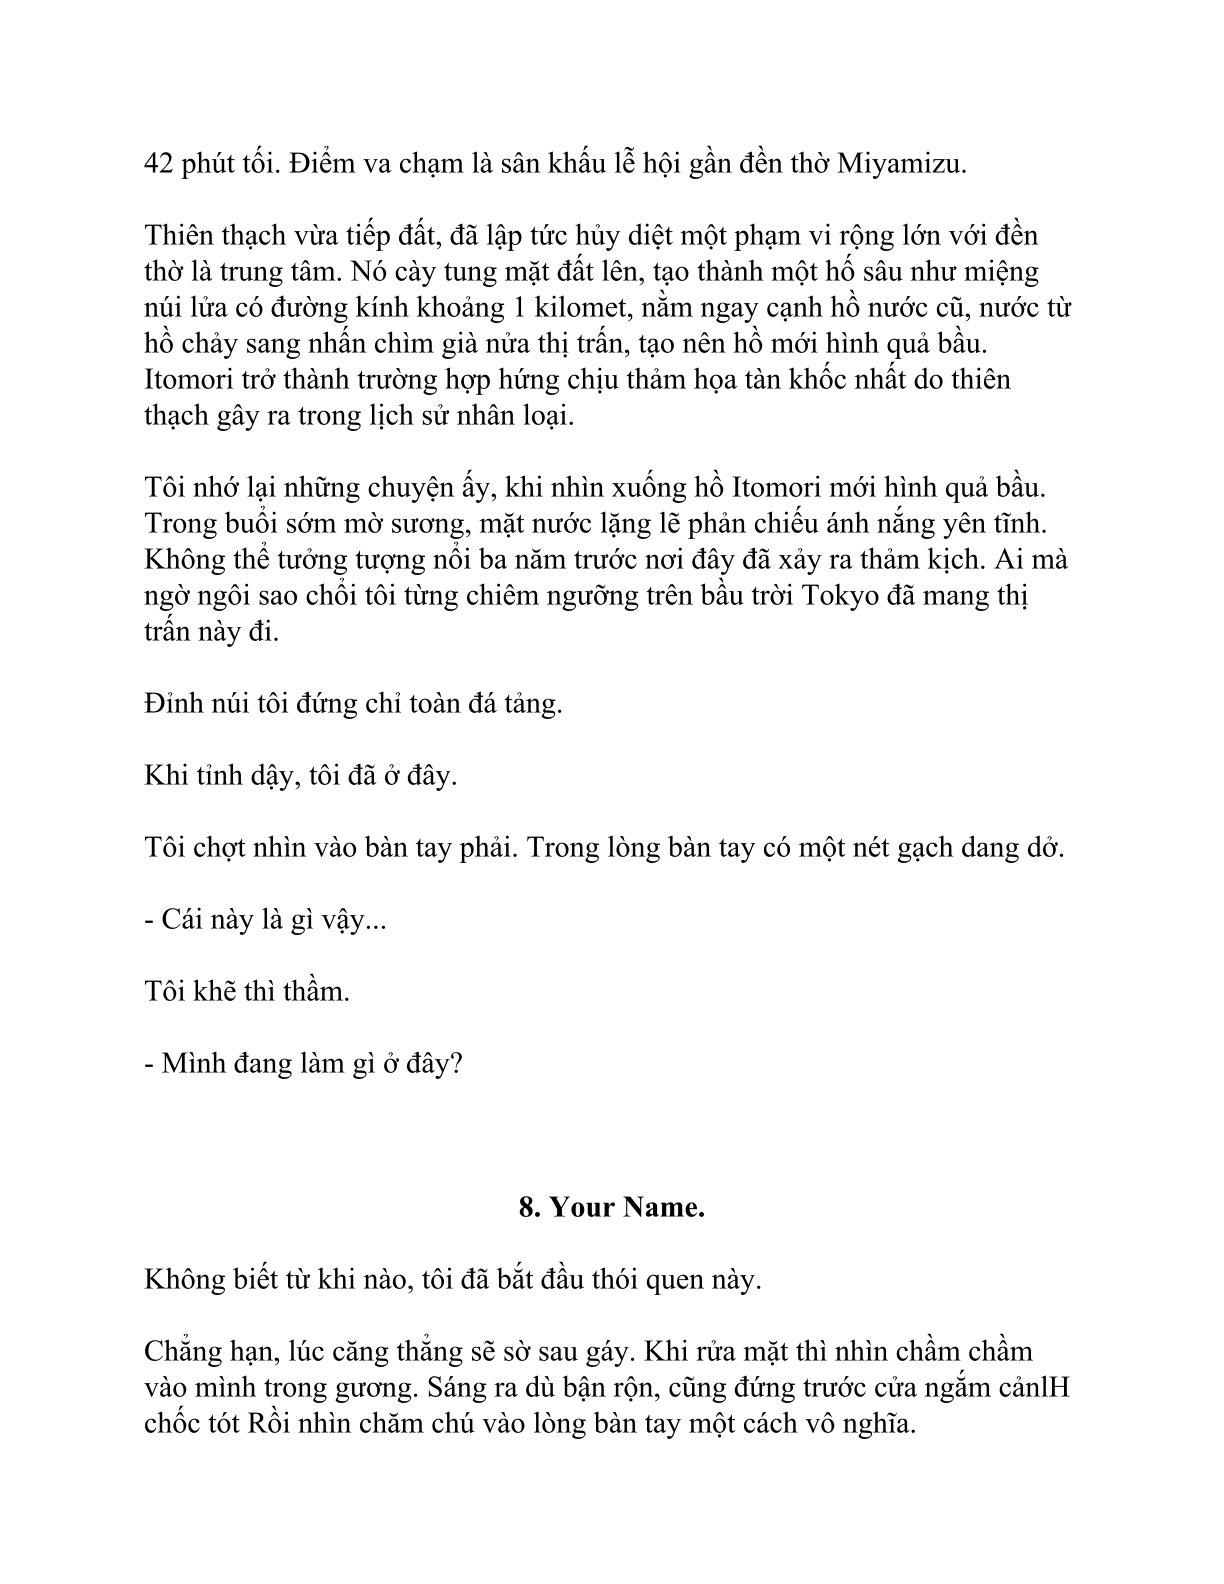 42 phút tối. Điểm va chạm là sân khấu lễ hội gần đền thờ Miyamizu.
Thiên thạch vừa tiếp đất, đã lập tức hủy diệt một phạm vi rộng lớn với đền
thờ là trung tâm. Nó cày tung mặt đất lên, tạo thành một hố sâu như miệng
núi lửa có đường kính khoảng 1 kilomet, nằm ngay cạnh hồ nước cũ, nước từ
hồ chảy sang nhấn chìm già nửa thị trấn, tạo nên hồ mới hình quả bầu.
Itomori trở thành trường hợp hứng chịu thảm họa tàn khốc nhất do thiên
thạch gây ra trong lịch sử nhân loại.
Tôi nhớ lại những chuyện ấy, khi nhìn xuống hồ Itomori mới hình quả bầu.
Trong buổi sớm mờ sương, mặt nước lặng lẽ phản chiếu ánh nắng yên tĩnh.
Không thể tưởng tượng nổi ba năm trước nơi đây đã xảy ra thảm kịch. Ai mà
ngờ ngôi sao chổi tôi từng chiêm ngưỡng trên bầu trời Tokyo đã mang thị
trấn này đi.
Đỉnh núi tôi đứng chỉ toàn đá tảng.
Khi tỉnh dậy, tôi đã ở đây.
Tôi chợt nhìn vào bàn tay phải. Trong lòng bàn tay có một nét gạch dang dở.
- Cái này là gì vậy...
Tôi khẽ thì thầm.
- Mình đang làm gì ở đây?
8. Your Name.
Không biết từ khi nào, tôi đã bắt đầu thói quen này.
Chẳng hạn, lúc căng thẳng sẽ sờ sau gáy. Khi rửa mặt thì nhìn chằm chằm
vào mình trong gương. Sáng ra dù bận rộn, cũng đứng trước cửa ngắm cảnlH
chốc tót Rồi nhìn chăm chú vào lòng bàn tay một cách vô nghĩa.